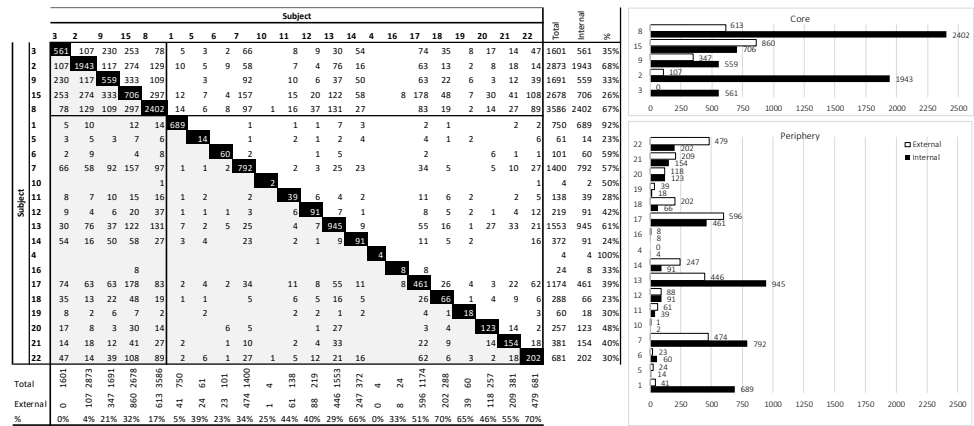 Subject
3 2 9 15 8 1 5 6 7 10 11 12 13 14 4 16 17 18 19 20 21 22 Total Internal %
Subject
3 561 107 230 253 78 5 3 2 66 8 9 30 54 74 35 8 17 14 47 1601 561 35%
2 107 1943 117 274 129 10 5 9 58 7 4 76 16 63 13 2 8 18 14 2873 1943 68%
9 230 117 559 333 109 3 92 10 6 37 50 63 22 6 3 12 39 1691 559 33%
15 253 274 333 706 297 12 7 4 157 15 20 122 58 8 178 48 7 30 41 108 2678 706 26%
8 78 129 109 297 2402 14 6 8 97 1 16 37 131 27 83 19 2 14 27 89 3586 2402 67%
1 5 10 12 14 689 1 1 1 7 3 2 1 2 2 750 689 92%
5 3 5 3 7 6 14 1 2 1 2 4 4 1 2 6 61 14 23%
6 2 9 4 8 60 2 1 5 6 1 1 101 60 59%
7 66 58 92 157 97 1 1 2 792 2 3 25 23 34 5 5 10 27 1400 792 57%
10 1 2 1 4 2 50%
11 8 7 10 15 16 1 2 2 39 6 4 1 11 6 2 2 5 138 39 28%
12 9 4 6 20 37 1 1 1 3 6 91 7 1 8 5 2 1 4 12 219 91 42%
13 30 76 37 122 131 7 2 5 25 4 7 945 9 55 16 1 27 33 21 1553 945 61%
14 54 16 50 58 27 3 4 23 2 1 9 91 11 5 2 16 372 91 24%
4 4 4 4 100%
16 8 8 8 24 8 33%
17 74 63 63 178 83 2 4 2 34 11 8 55 11 8 461 26 4 3 22 62 1174 461 39%
18 35 13 22 48 19 1 1 5 6 5 16 5 26 66 1 4 9 6 288 66 23%
19 8 2 6 7 2 2 2 2 1 2 4 1 18 3 60 18 30%
20 17 8 3 30 14 6 5 1 27 3 4 123 14 2 257 123 48%
21 14 18 12 41 27 2 1 10 2 4 33 22 9 14 154 18 381 154 40%
22 47 14 39 108 89 2 6 1 27 1 5 12 21 16 62 6 3 2 18 202 681 202 30%
Total 1601 2873 1691 2678 3586 750 61 101 1400 4 138 219 1553 372 4 24 1174 288 60 257 381 681
External 0 107 347 860 613 41 24 23 474 1 61 88 446 247 0 8 596 202 39 118 209 479
% 0% 4% 21% 32% 17% 5% 39% 23% 34% 25% 44% 40% 29% 66% 0% 33% 51% 70% 65% 46% 55% 70%
Core
8 613 2402
15 860 706
9 347 559
2 107 1943
3 0 561
0 500 1000 1500 2000 2500
Periphery
External
Internal
22 479 202
21 209 154
20 118 123
19 39 18
18 202 66
17 596 461
16 8 8
4 0 4
14 247 91
13 446 945
12 88 91
11 61 39
10 1 2
7 474 792
6 23 60
5 24 14
1 41 689
0 500 1000 1500 2000 2500